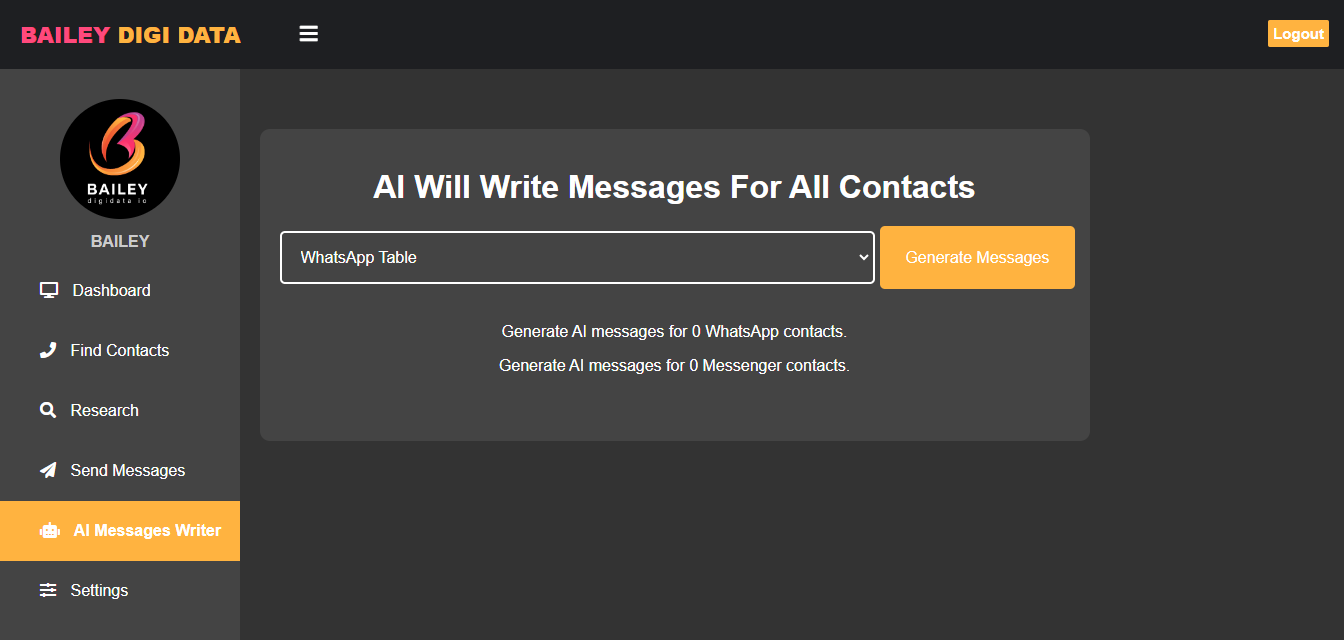 BAILEY DIGI DATA
Logout
BAILEY
digidata io
BAILEY
Dashboard
Find Contacts
Research
Send Messages
AI Messages Writer
Settings
AI Will Write Messages For All Contacts
WhatsApp Table
Generate Messages
Generate AI messages for 0 WhatsApp contacts.
Generate AI messages for 0 Messenger contacts.